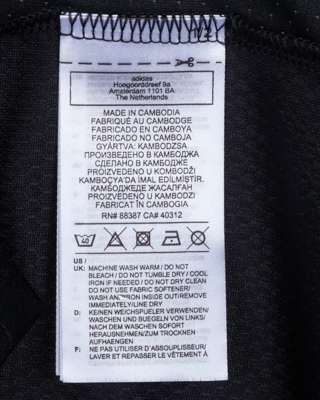 adidas
Hoogoorddreef 9a
Amsterdam 1101 BA
The Netherlands
MADE IN CAMBODIA
FABRIQUÉ AU CAMBODGE
FABRICADO EN CAMBOYA
FABRICADO NO CAMBOJA
GYÁRTVA: KAMBODZSA
ПРОИЗВЕДЕНО В КАМБОДЖА
СДЕЛАНО В КАМБОДЖЕ
PROIZVEDENO U KOMBODŽI
KAMBOÇYA'DA IMAL EDİLMİŞTİR.
КАМБОДЖЕДЕ ЖАСАЛҒАН
PROIZVEDENO U KAMBODŽI
FABRICAT ÎN CAMBOGIA
RN# 88387 CA# 40312
40
US /
UK: MACHINE WASH WARM / DO NOT
BLEACH / DO NOT TUMBLE DRY / COOL
IRON IF NEEDED / DO NOT DRY CLEAN
DO NOT USE FABRIC SOFTENER/
WASH AND IRON INSIDE OUT/REMOVE
IMMEDIATELY/LINE DRY
D: KEINEN WEICHSPUELER VERWENDEN/
WASCHEN UND BUEGELN VON LINKS/
NACH DEM WASCHEN SOFORT
HERAUSNEHMEN/ZUM TROCKNEN
AUFHAENGEN
F: NE PAS UTILISER D'ASSOUPLISSEUR/
LAVER ET REPASSER LE VÊTEMENT À